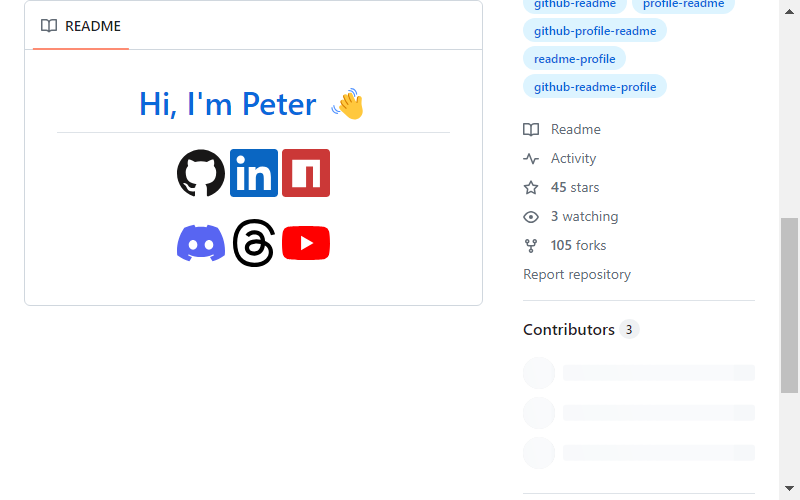 README
Hi, I'm Peter 👋
in
github-readme profile-readme
github-profile-readme
readme-profile
github-readme-profile
Readme
Activity
45 stars
3 watching
105 forks
Report repository
Contributors 3